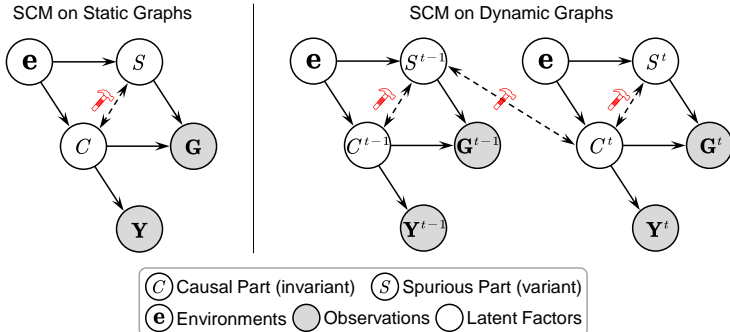 SCM on Static Graphs
SCM on Dynamic Graphs
e S
C G
Y
e S^{t-1} e S^t
C^{t-1} G^{t-1} C^t G^t
Y^{t-1} Y^t
C Causal Part (invariant) S Spurious Part (variant)
e Environments Observations Latent Factors